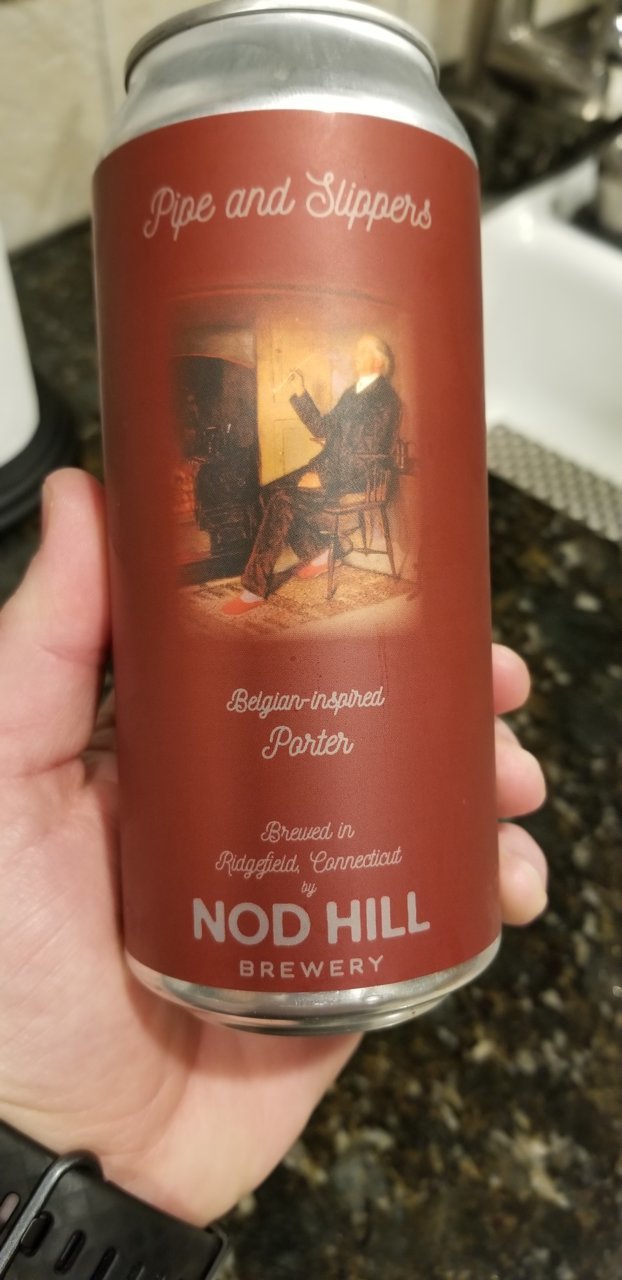 Pipe and Slippers
Belgian-inspired
Porter
Brewed in
Ridgefield, Connecticut
by
NOD HILL
BREWERY